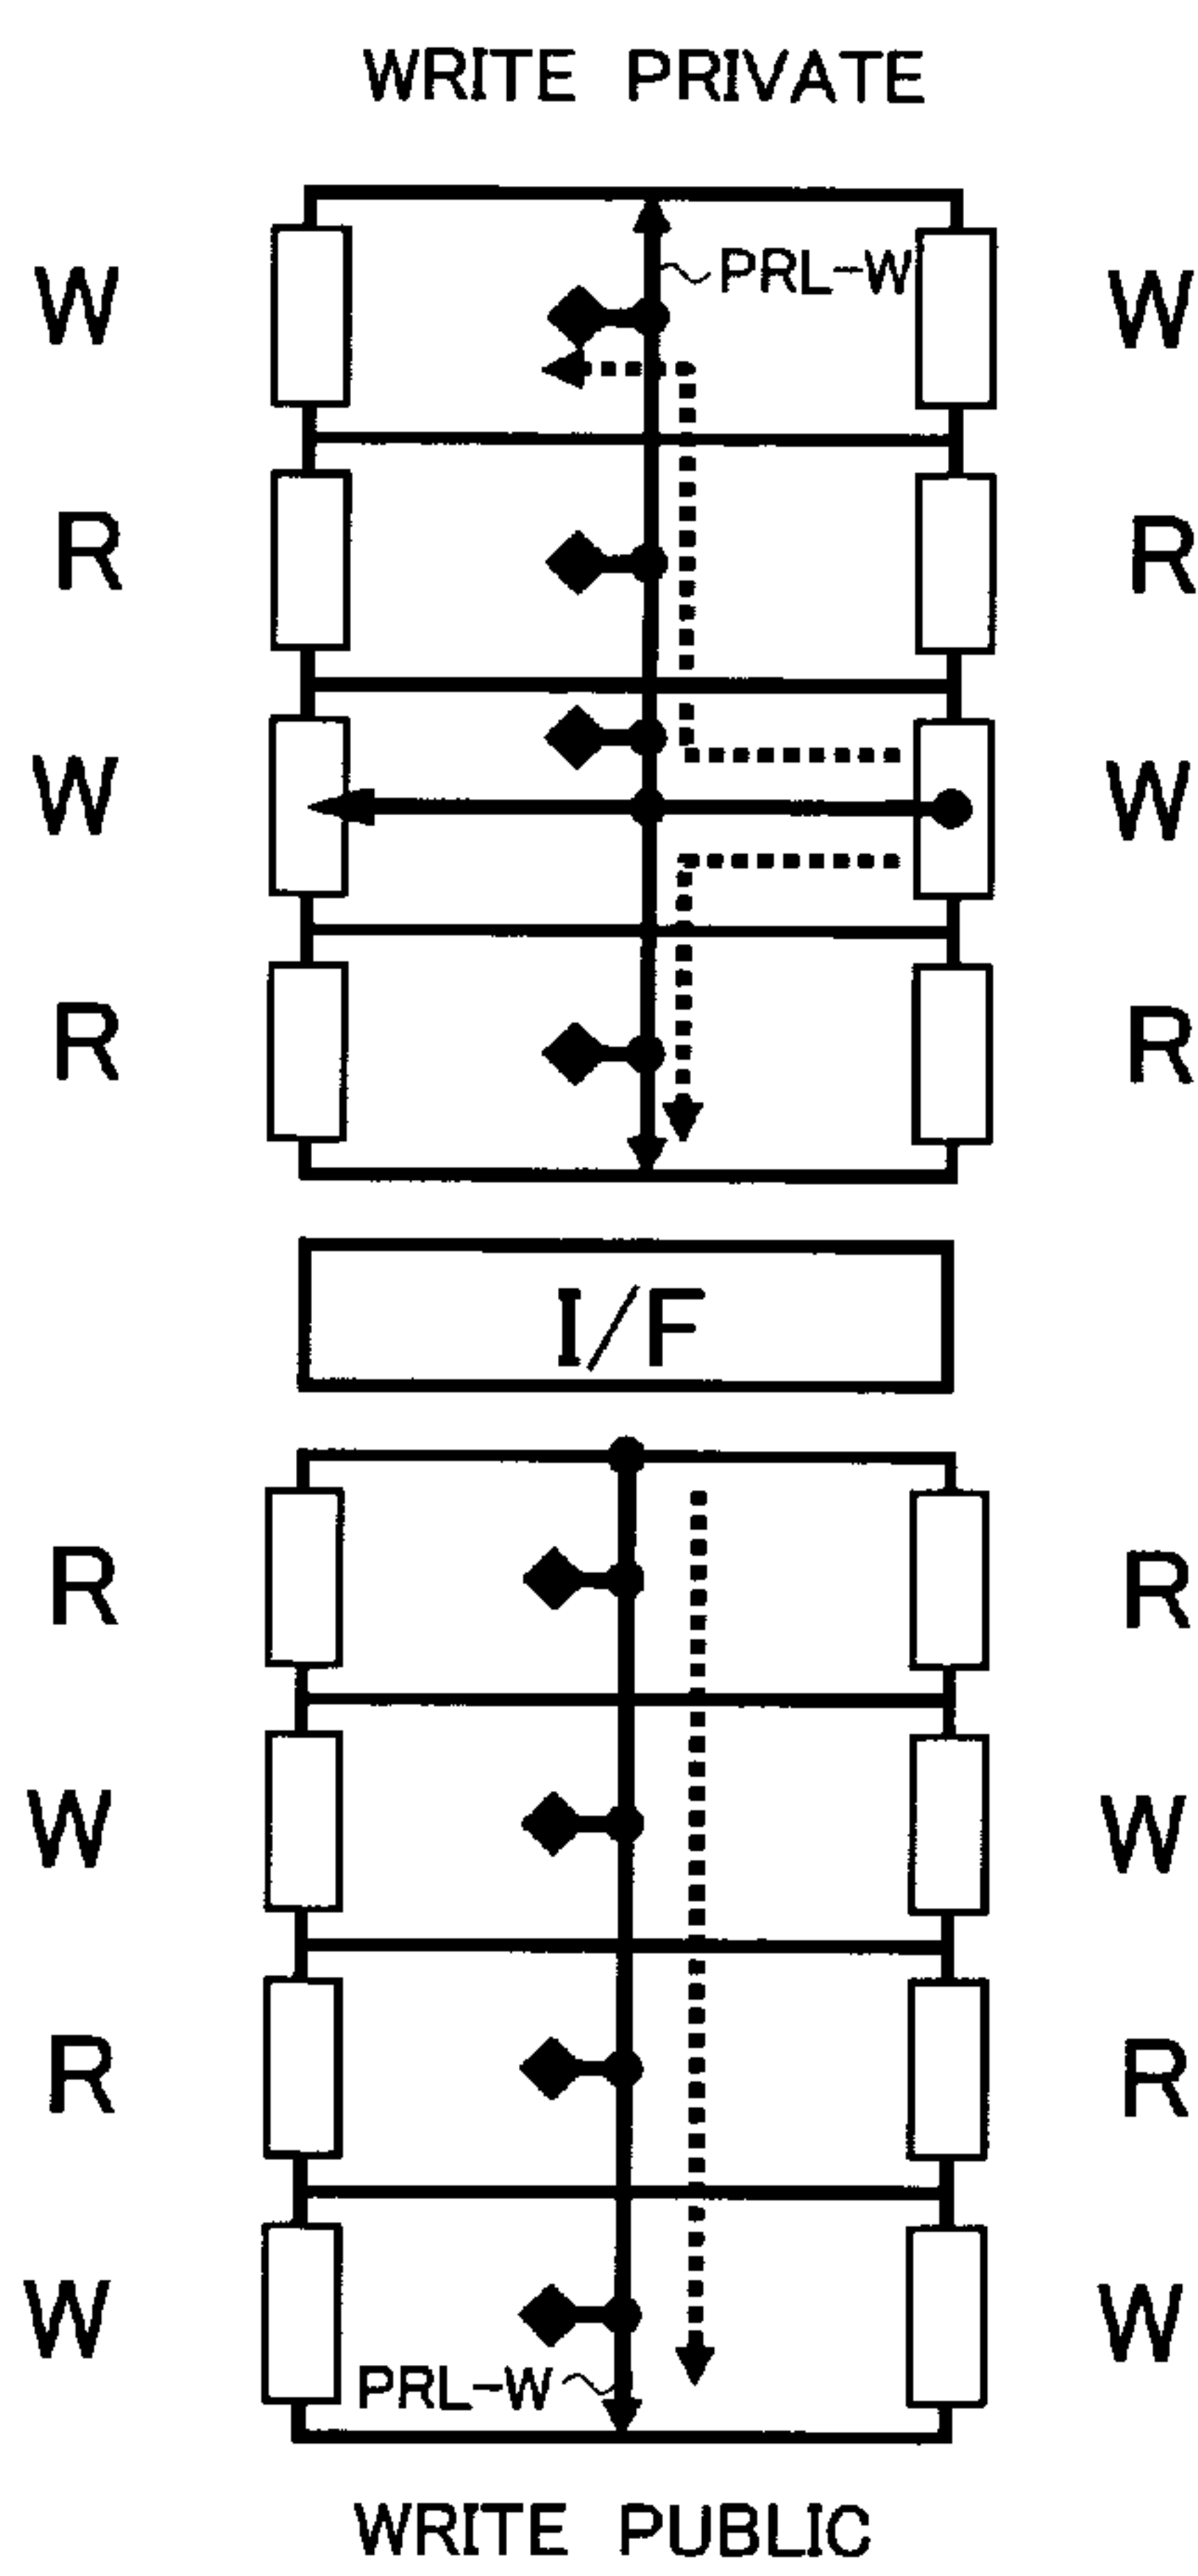 WRITE PRIVATE
PRL-W
W W
R R
W W
R R
I/F
R R
W W
R R
W W
PRL-W
WRITE PUBLIC